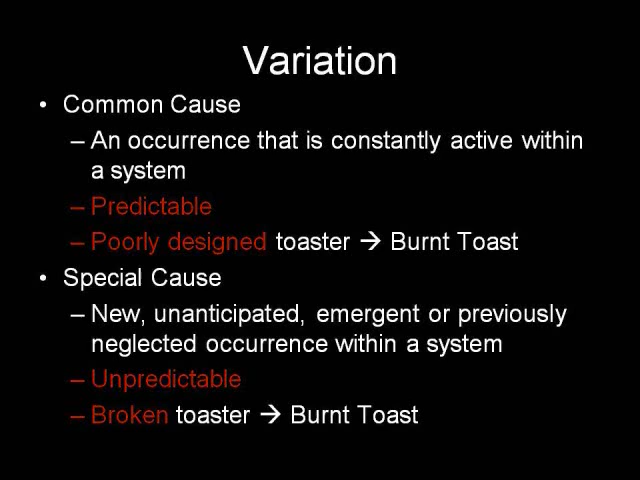 Variation
• Common Cause
– An occurrence that is constantly active within
a system
– Predictable
– Poorly designed toaster → Burnt Toast
• Special Cause
– New, unanticipated, emergent or previously
neglected occurrence within a system
– Unpredictable
– Broken toaster → Burnt Toast